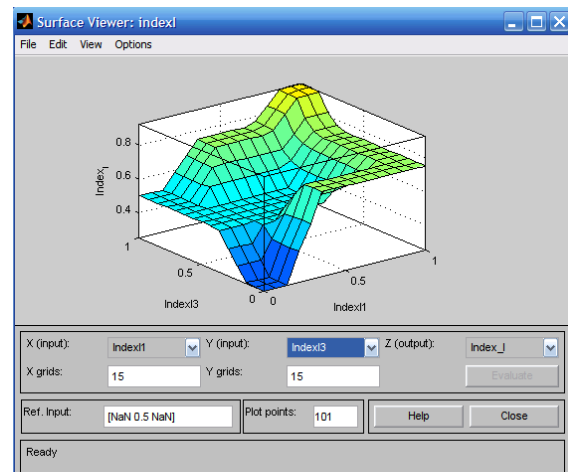 Surface Viewer: indexI
File Edit View Options
0.8
0.6
0.4
Index_I
1
0.5
0
IndexI3
0
0.5
1
IndexI1
X (input): IndexI1 Y (input): IndexI3 Z (output): Index_I
X grids: 15 Y grids: 15 Evaluate
Ref. Input: [NaN 0.5 NaN] Plot points: 101 Help Close
Ready